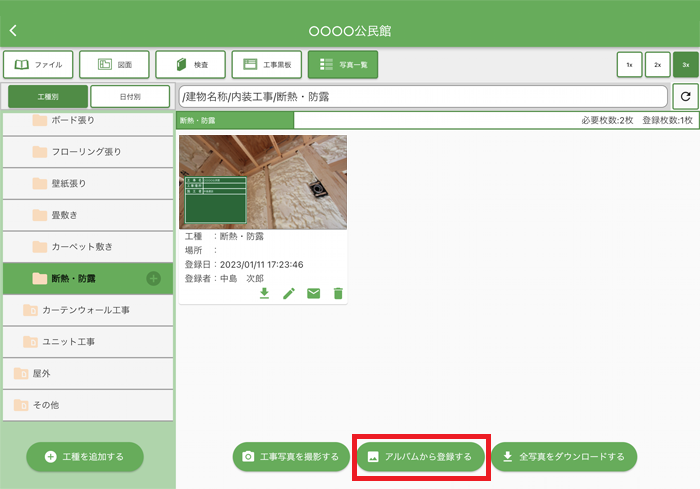 〇〇〇〇公民館
ファイル
図面
検査
工事黒板
写真一覧
1x
2x
3x
工種別
日付別
/建物名称/内装工事/断熱・防露
ボード張り
フローリング張り
壁紙張り
畳敷き
カーペット敷き
断熱・防露
カーテンウォール工事
ユニット工事
屋外
その他
工種を追加する
断熱・防露
必要枚数:2枚 登録枚数:1枚
工種 : 断熱・防露
場所 :
登録日 : 2023/01/11 17:23:46
登録者 : 中島 次郎
工事写真を撮影する
アルバムから登録する
全写真をダウンロードする